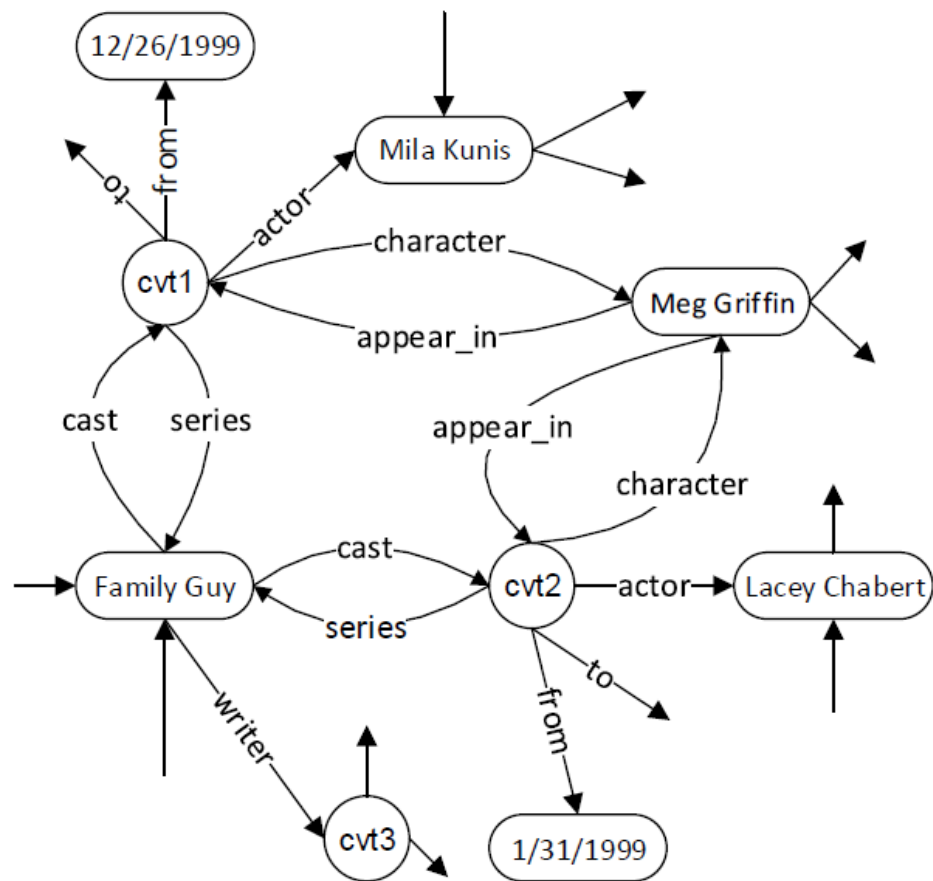 12/26/1999
from
to
Mila Kunis
actor
character
cvt1
Meg Griffin
appear_in
cast
series
appear_in
character
cast
Family Guy
cvt2
actor
Lacey Chabert
series
to
from
writer
cvt3
1/31/1999